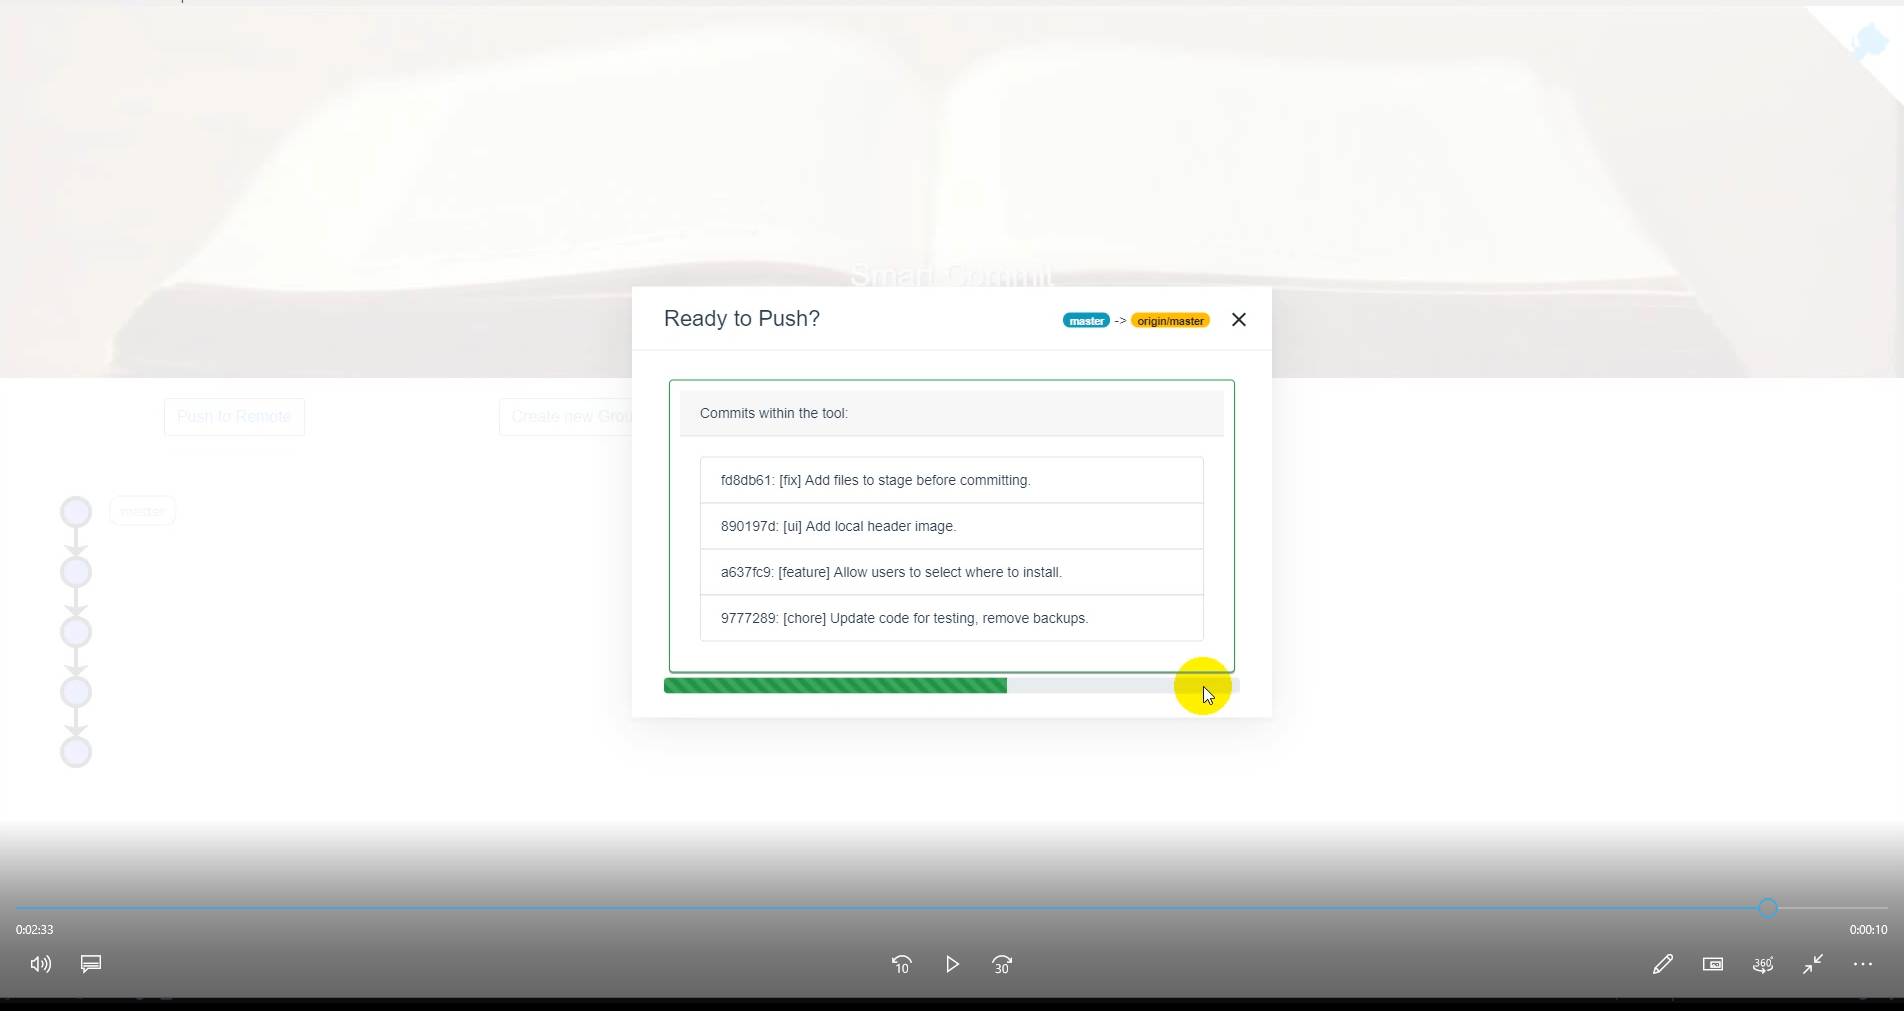 Smart Commit
Ready to Push?
master -> origin/master
Push to Remote
Create new Grou
Commits within the tool:
fd8db61: [fix] Add files to stage before committing.
master
890197d: [ui] Add local header image.
a637fc9: [feature] Allow users to select where to install.
9777289: [chore] Update code for testing, remove backups.
0:02:33
0:00:10
10
30
360°